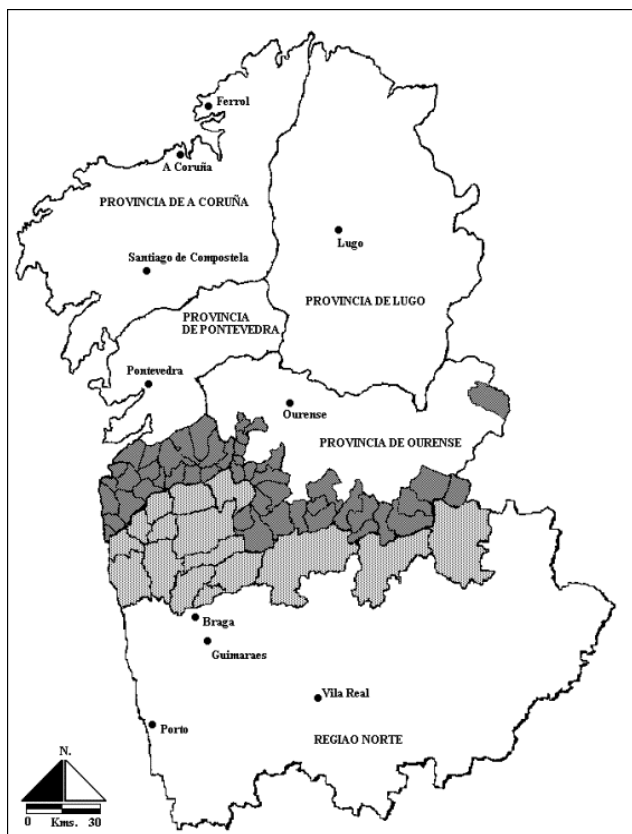 Ferrol
A Coruña
PROVINCIA DE A CORUÑA
Lugo
Santiago de Compostela
PROVINCIA DE LUGO
PROVINCIA
DE PONTEVEDRA
Pontevedra
Ourense
PROVINCIA DE OURENSE
Braga
Guimaraes
Vila Real
Porto
REGIAO NORTE
N.
0 Kms. 30